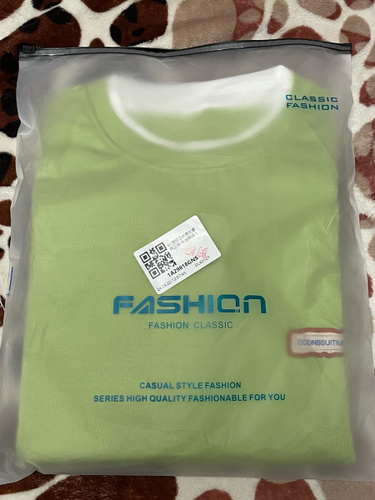 CLASSIC
FASHION
FASHION
FASHION CLASSIC
CASUAL STYLE FASHION
SERIES HIGH QUALITY FASHIONABLE FOR YOU